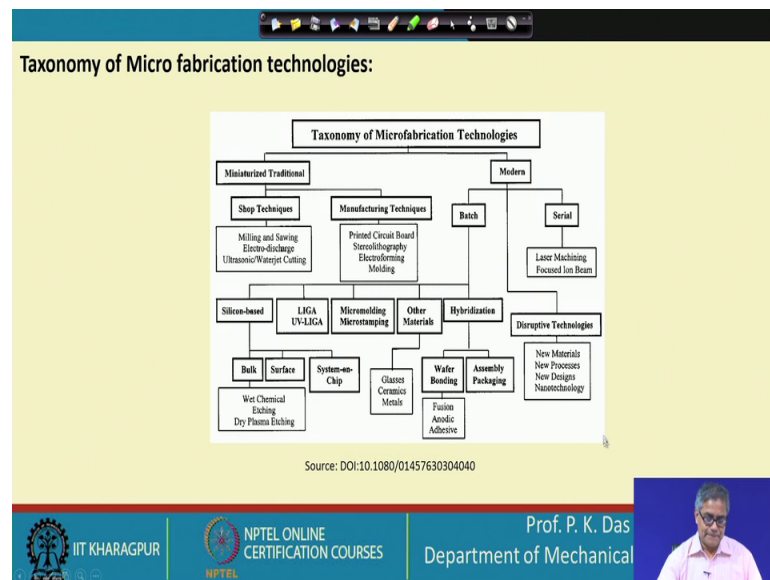 Taxonomy of Micro fabrication technologies:
Taxonomy of Microfabrication Technologies
Miniaturized Traditional
Modern
Shop Techniques
Manufacturing Techniques
Batch
Serial
Milling and Sawing
Electro-discharge
Ultrasonic/Waterjet Cutting
Printed Circuit Board
Stereolithography
Electroforming
Molding
Laser Machining
Focused Ion Beam
Silicon-based
LIGA
UV-LIGA
Micromolding
Microstamping
Other
Materials
Hybridization
Disruptive Technologies
Bulk
Surface
System-on-
Chip
Wafer
Bonding
Assembly
Packaging
New Materials
New Processes
New Designs
Nanotechnology
Wet Chemical
Etching
Dry Plasma Etching
Glasses
Ceramics
Metals
Fusion
Anodic
Adhesive
Source: DOI:10.1080/01457630304040
IIT KHARAGPUR
NPTEL
NPTEL ONLINE
CERTIFICATION COURSES
Prof. P. K. Das
Department of Mechanical